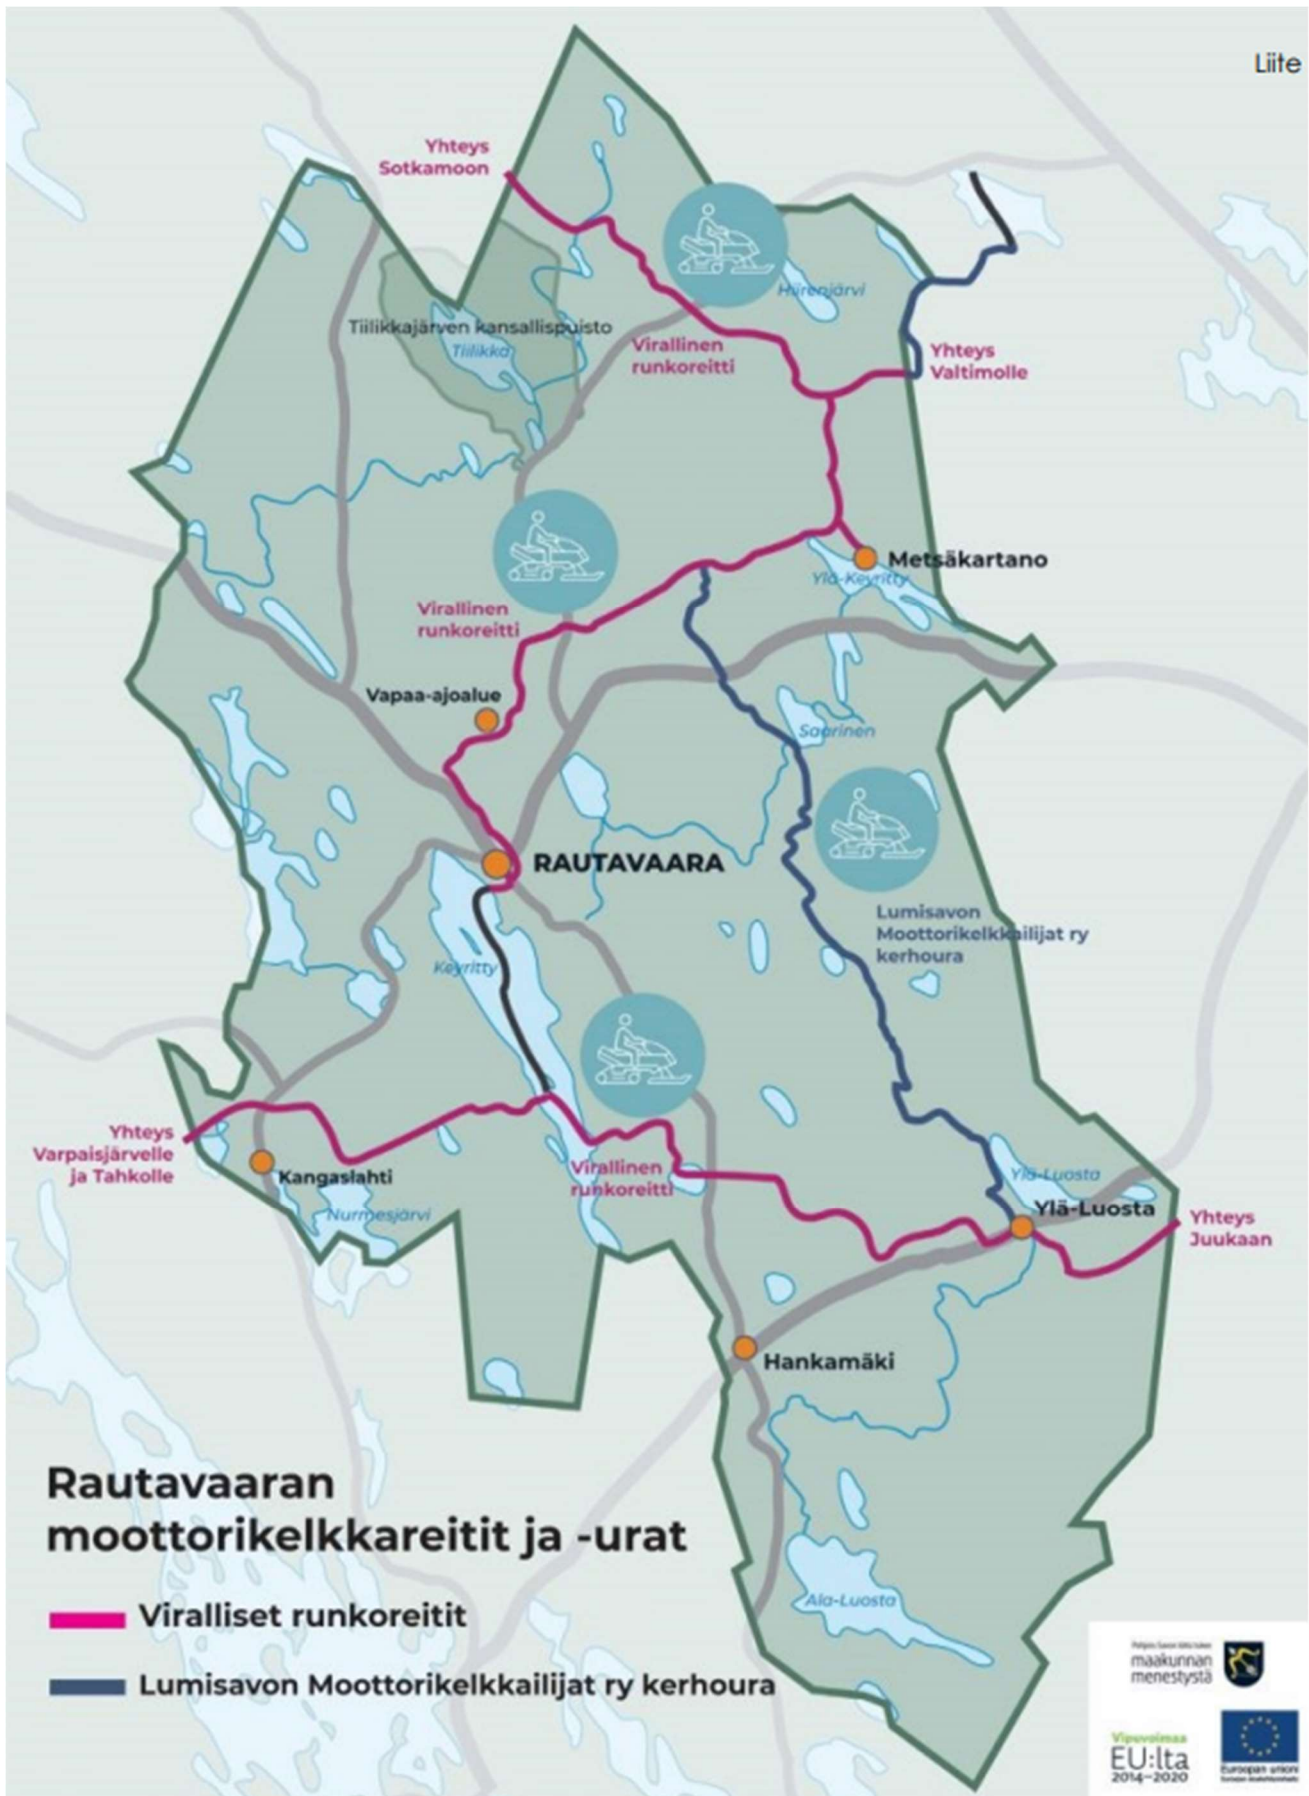 Liite
Yhteys
Sotkamoon
Hiirenjärvi
Tiilikkajärven kansallispuisto
Tiilikka
Virallinen
runkoreitti
Yhteys
Valtimolle
Metsäkartano
Ylä-Keyritty
Virallinen
runkoreitti
Vapaa-ajoalue
Saarinen
RAUTAVAARA
Lumisavon
Moottorikelkkailijat ry
kerhoura
Keyritty
Yhteys
Varpaisjärvelle
ja Tahkolle
Kangaslahti
Nurmesjärvi
Virallinen
runkoreitti
Ylä-Luosta
Ylä-Luosta
Yhteys
Juukaan
Hankamäki
Ala-Luosta
Rautavaaran
moottorikelkkareitit ja -urat
Viralliset runkoreitit
Lumisavon Moottorikelkkailijat ry kerhoura
maakunnan
menestystä
Vipuvoimaa
EU:lta
2014–2020
Euroopan unioni